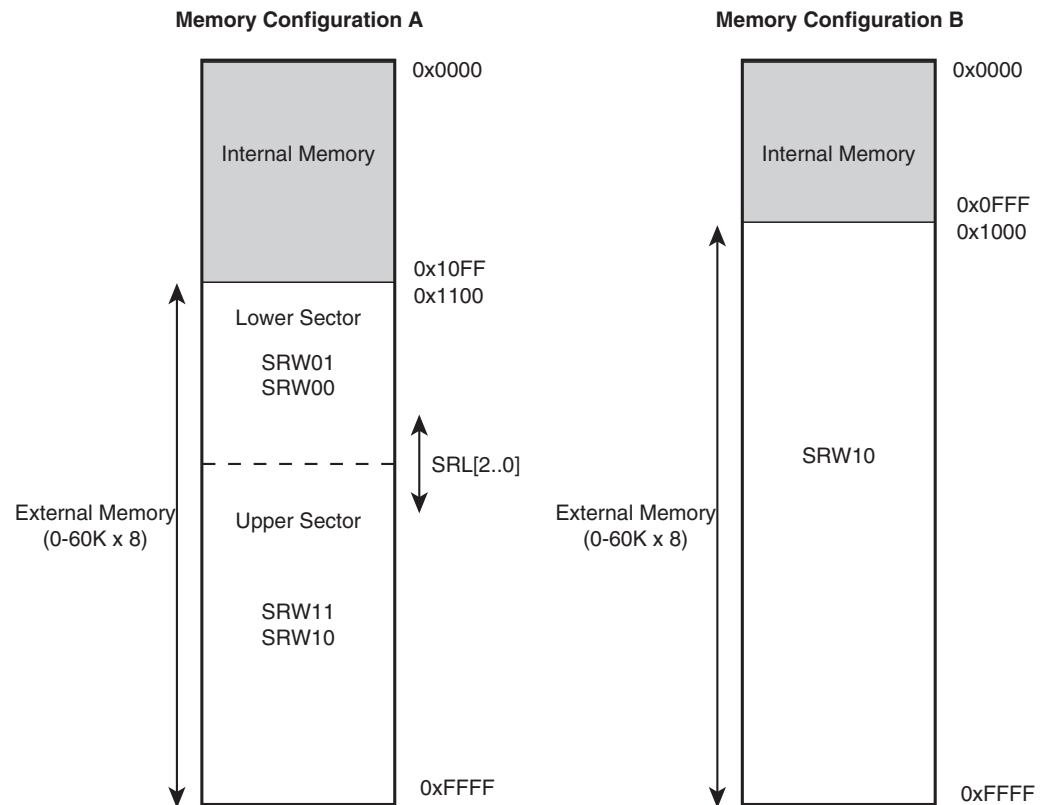 Memory Configuration A
0x0000
Internal Memory
0x10FF
0x1100
Lower Sector
SRW01
SRW00
SRL[2..0]
External Memory
(0-60K x 8)
Upper Sector
SRW11
SRW10
0xFFFF
Memory Configuration B
0x0000
Internal Memory
0x0FFF
0x1000
SRW10
External Memory
(0-60K x 8)
0xFFFF